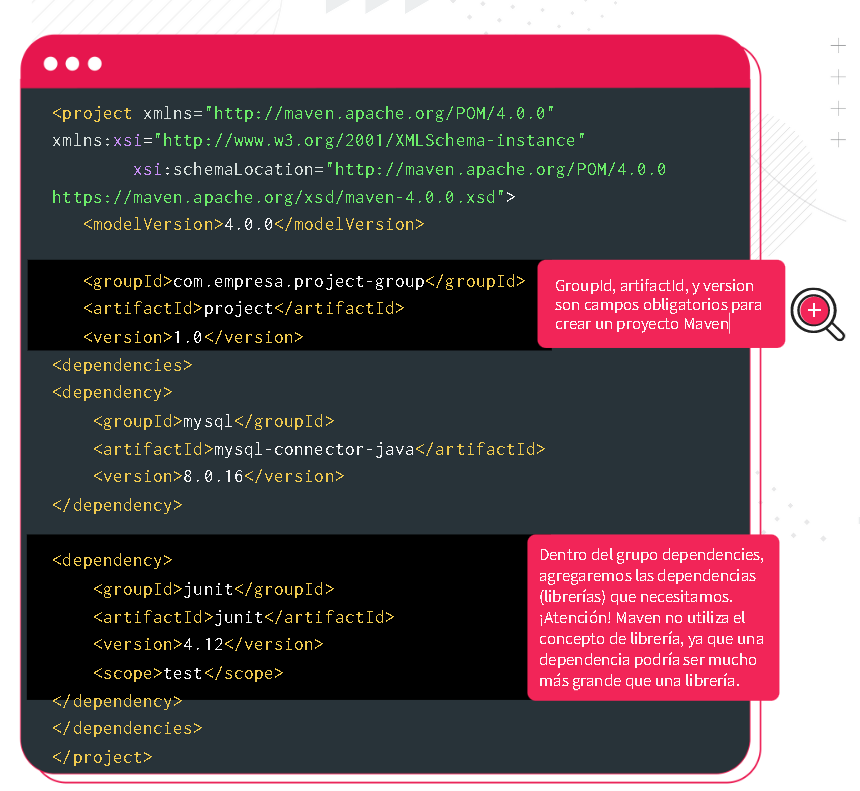 <project xmlns="http://maven.apache.org/POM/4.0.0"
xmlns:xsi="http://www.w3.org/2001/XMLSchema-instance"
xsi:schemaLocation="http://maven.apache.org/POM/4.0.0
https://maven.apache.org/xsd/maven-4.0.0.xsd">
<modelVersion>4.0.0</modelVersion>
<groupId>com.empresa.project-group</groupId>
<artifactId>project</artifactId>
<version>1.0</version>
GroupId, artifactId, y version
son campos obligatorios para
crear un proyecto Maven
<dependencies>
<dependency>
<groupId>mysql</groupId>
<artifactId>mysql-connector-java</artifactId>
<version>8.0.16</version>
</dependency>
<dependency>
<groupId>junit</groupId>
<artifactId>junit</artifactId>
<version>4.12</version>
<scope>test</scope>
</dependency>
Dentro del grupo dependencies,
agregaremos las dependencias
(librerías) que necesitamos.
¡Atención! Maven no utiliza el
concepto de librería, ya que una
dependencia podría ser mucho
más grande que una librería.
</dependencies>
</project>